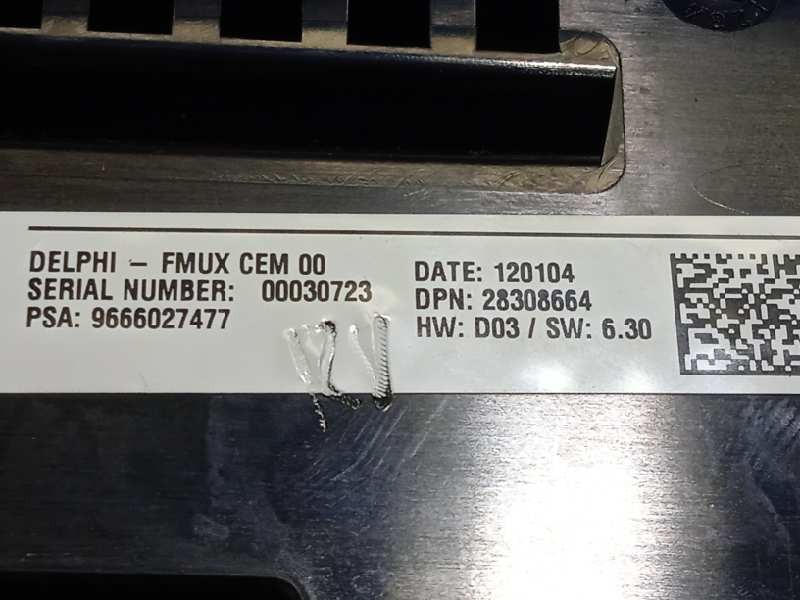 DELPHI - FMUX CEM 00
SERIAL NUMBER: 00030723
PSA: 9666027477
DATE: 120104
DPN: 28308664
HW: D03 / SW: 6.30